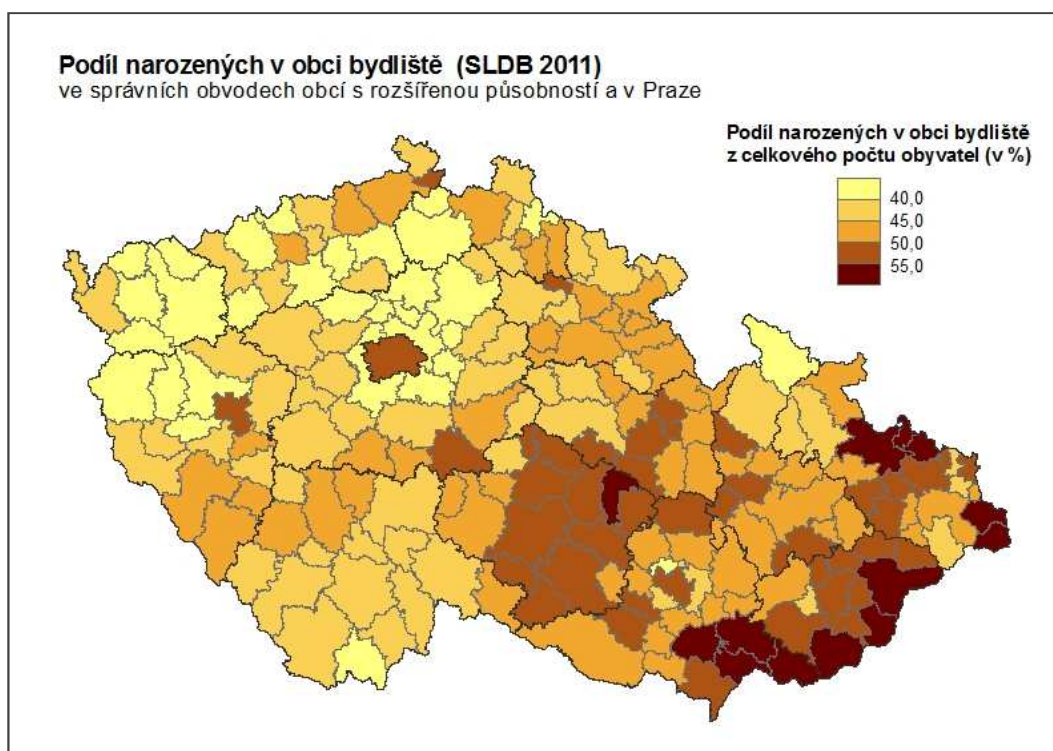 Podíl narozených v obci bydliště (SLDB 2011)
ve správních obvodech obcí s rozšířenou působností a v Praze
Podíl narozených v obci bydliště
z celkového počtu obyvatel (v %)
40,0
45,0
50,0
55,0